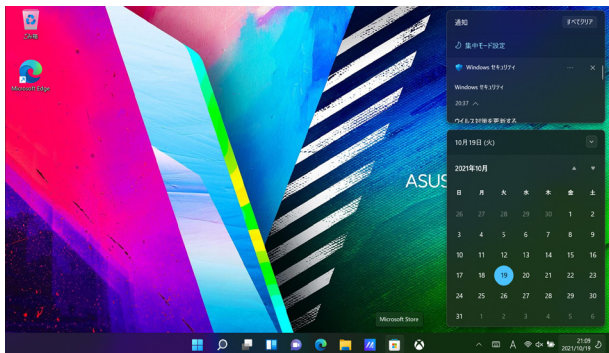 ごみ箱
Microsoft Edge
ASUS
通知
すべてクリア
集中モード設定
Windows セキュリティ
Windows セキュリティ
20:37
ウイルス対策を更新する
10月19日 (火)
2021年10月
日 月 火 水 木 金 土
26 27 28 29 30 1 2
3 4 5 6 7 8 9
10 11 12 13 14 15 16
17 18 19 20 21 22 23
24 25 26 27 28 29 30
31 1 2 3 4 5 6
Microsoft Store
A
21:09
2021/10/19